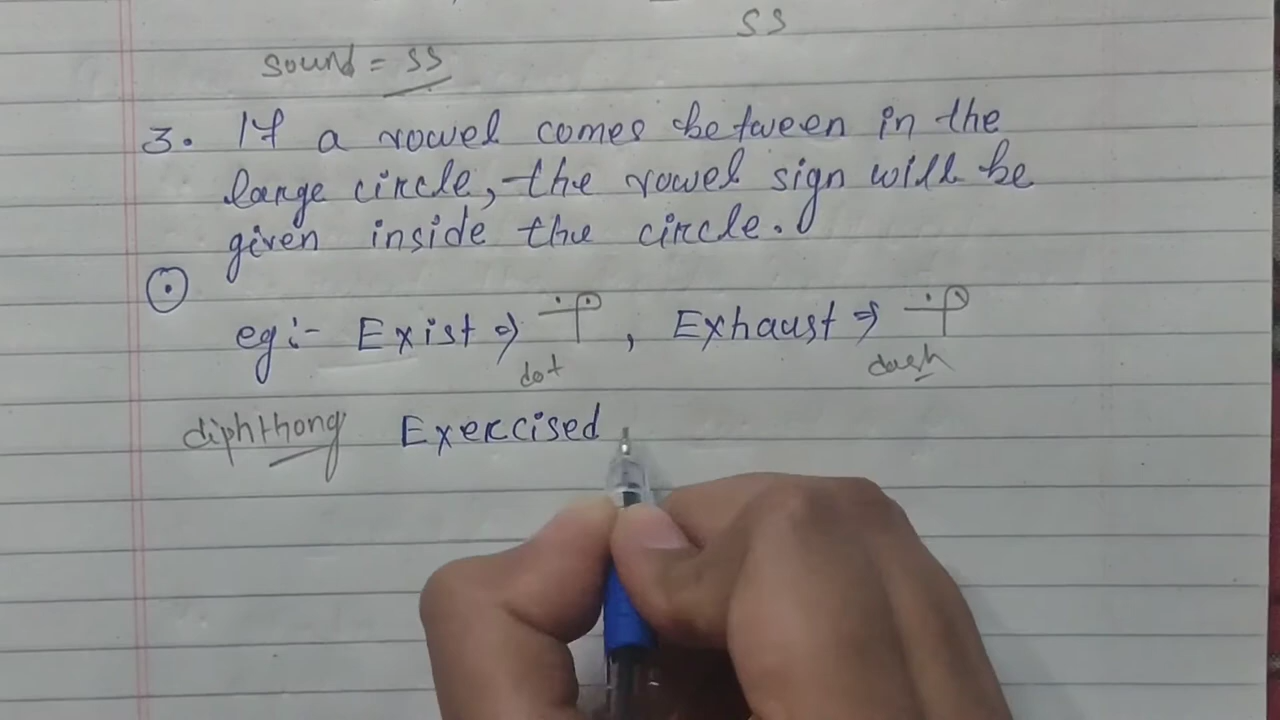 ss
sound = ss
3. If a vowel comes between in the
large circle, the vowel sign will be
given inside the circle.
eg:- Exist ⇒ , Exhaust ⇒
dot dash
diphthong Exercised